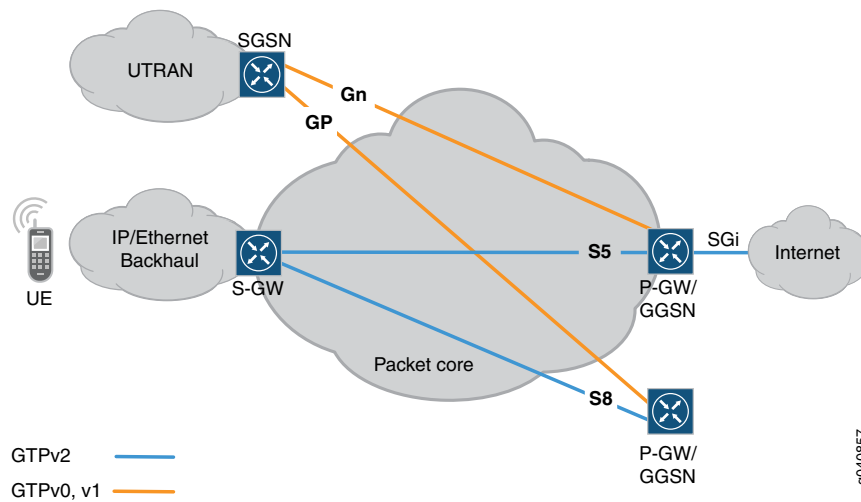 SGSN
UTRAN
Gn
GP
IP/Ethernet
Backhaul
UE
S-GW
S5
SGi
Internet
P-GW/
GGSN
Packet core
S8
P-GW/
GGSN
GTPv2
GTPv0, v1